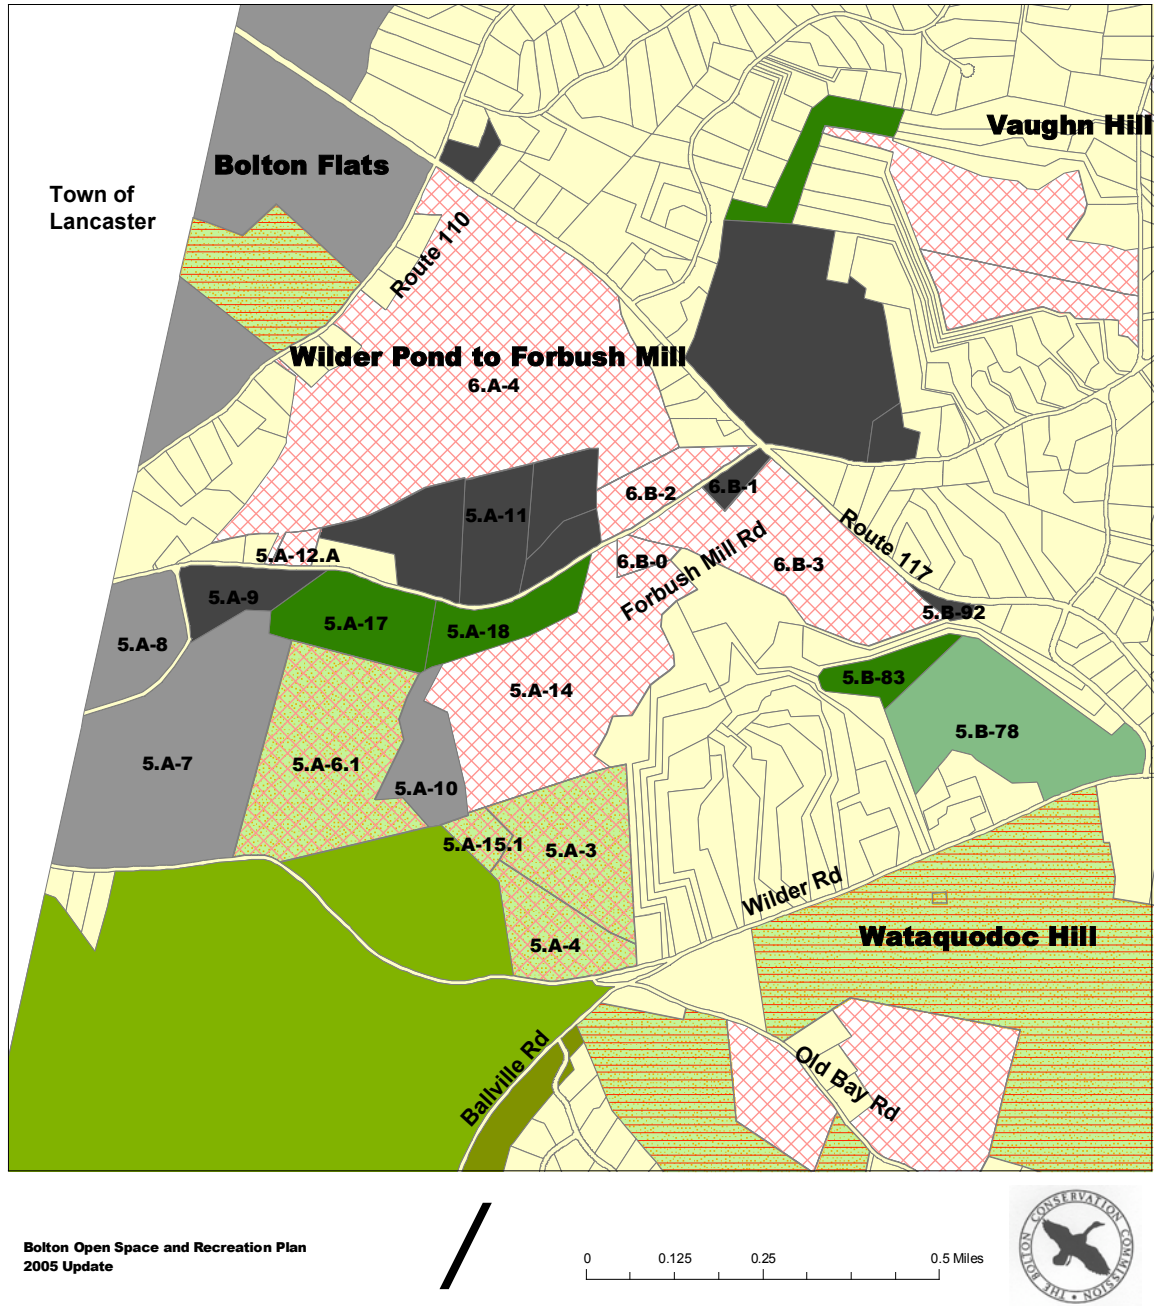 Vaughn Hill
Bolton Flats
Town of
Lancaster
Route 110
Wilder Pond to Forbush Mill
6.A-4
6.B-1
6.B-2
5.A-11
Route 117
5.A-12.A
6.B-0
Forbush Mill Rd
6.B-3
5.A-9
5.B-92
5.A-17
5.A-18
5.A-8
5.B-83
5.A-14
5.B-78
5.A-7
5.A-6.1
5.A-10
5.A-15.1
5.A-3
Wilder Rd
5.A-4
Wataquodoc Hill
Ballville Rd
Old Bay Rd
Bolton Open Space and Recreation Plan
2005 Update
0 0.125 0.25 0.5 Miles
THE BOLTON CONSERVATION COMMISSION